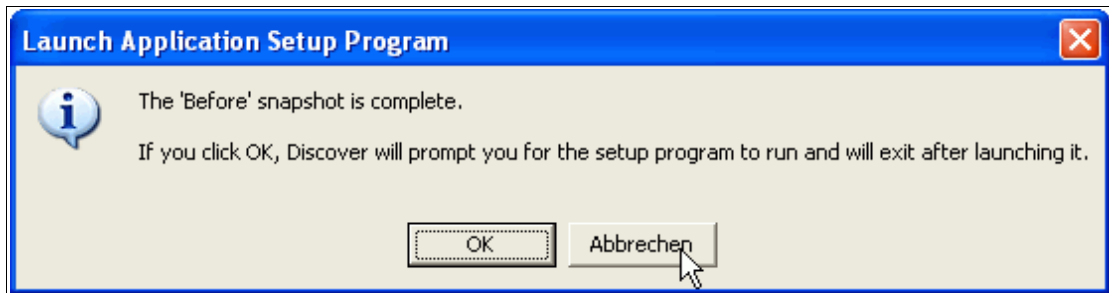 Launch Application Setup Program
The 'Before' snapshot is complete.
If you click OK, Discover will prompt you for the setup program to run and will exit after launching it.
OK
Abbrechen